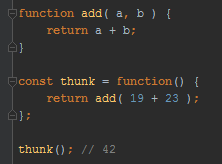 function add( a, b ) {
    return a + b;
}

const thunk = function() {
    return add( 19 + 23 );
};

thunk(); // 42